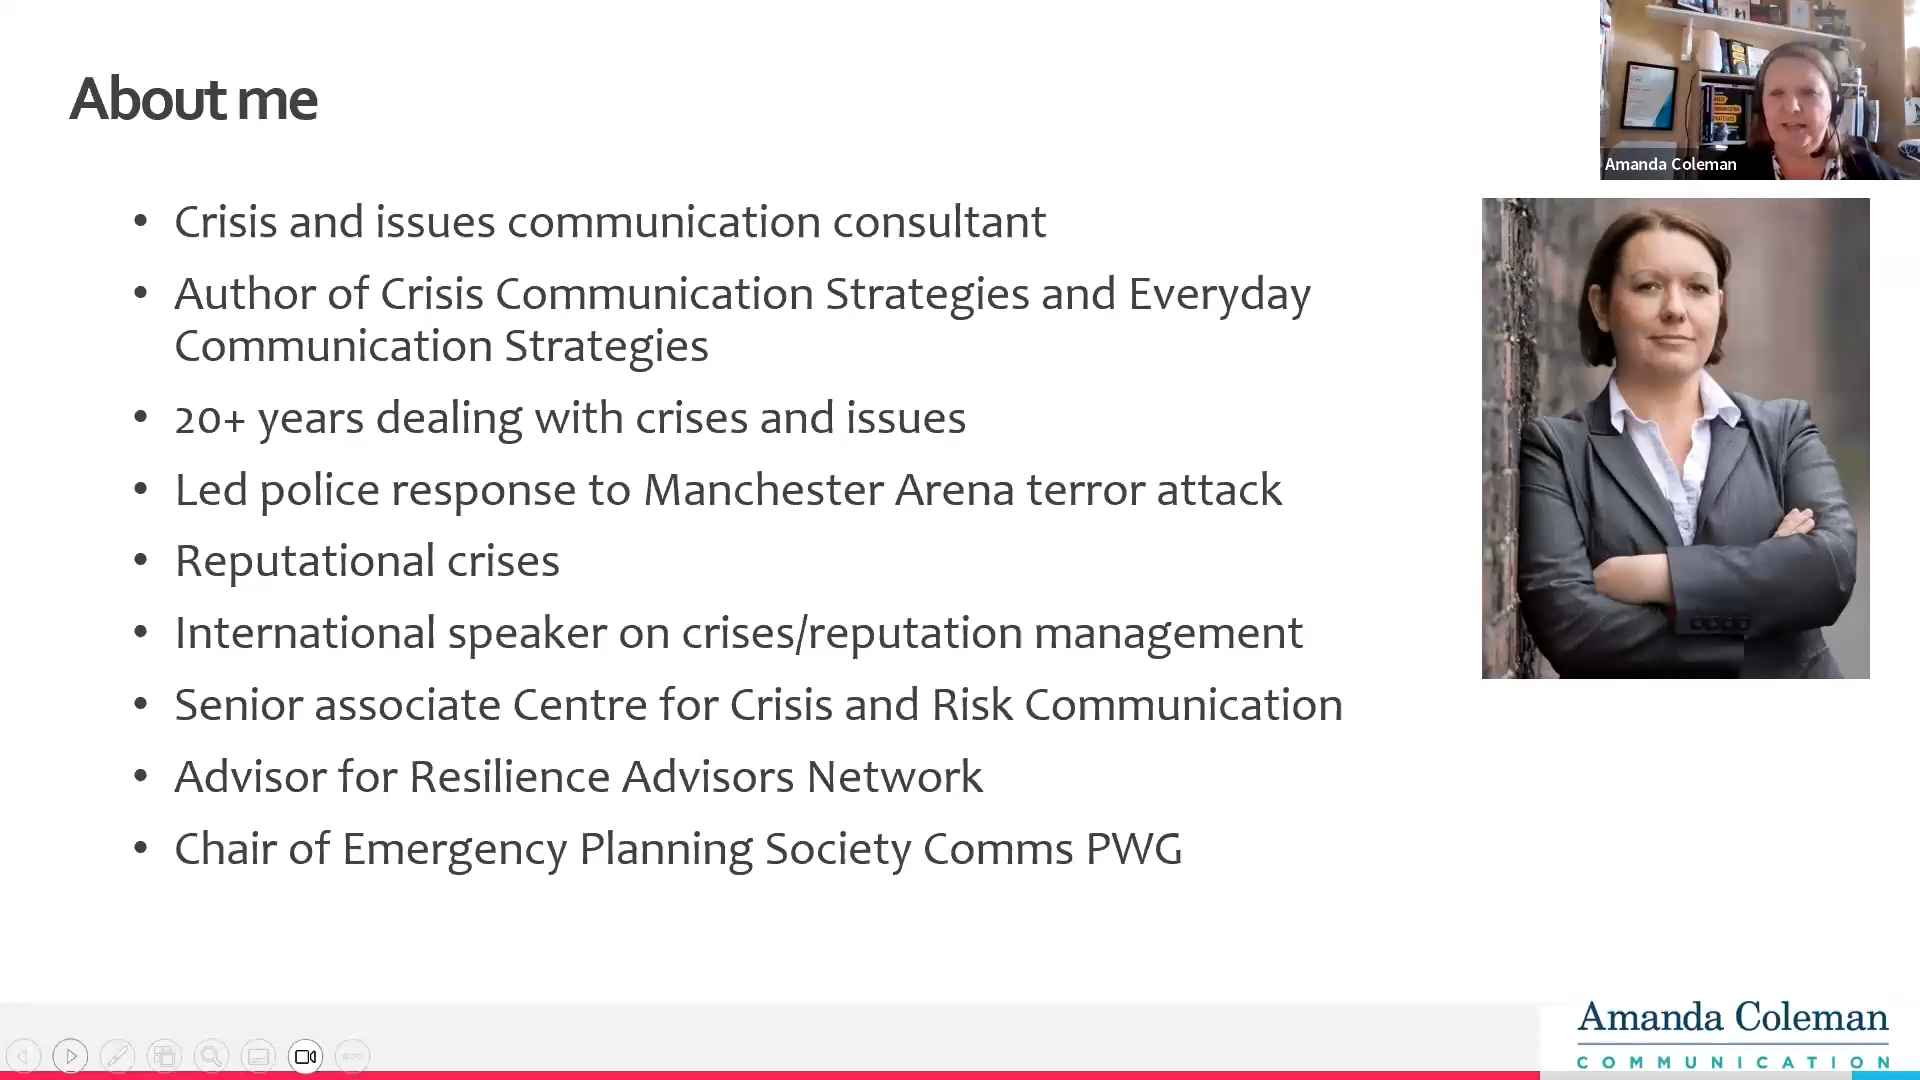 About me
Amanda Coleman
• Crisis and issues communication consultant
• Author of Crisis Communication Strategies and Everyday
Communication Strategies
• 20+ years dealing with crises and issues
• Led police response to Manchester Arena terror attack
• Reputational crises
• International speaker on crises/reputation management
• Senior associate Centre for Crisis and Risk Communication
• Advisor for Resilience Advisors Network
• Chair of Emergency Planning Society Comms PWG
Amanda Coleman
COMMUNICATION